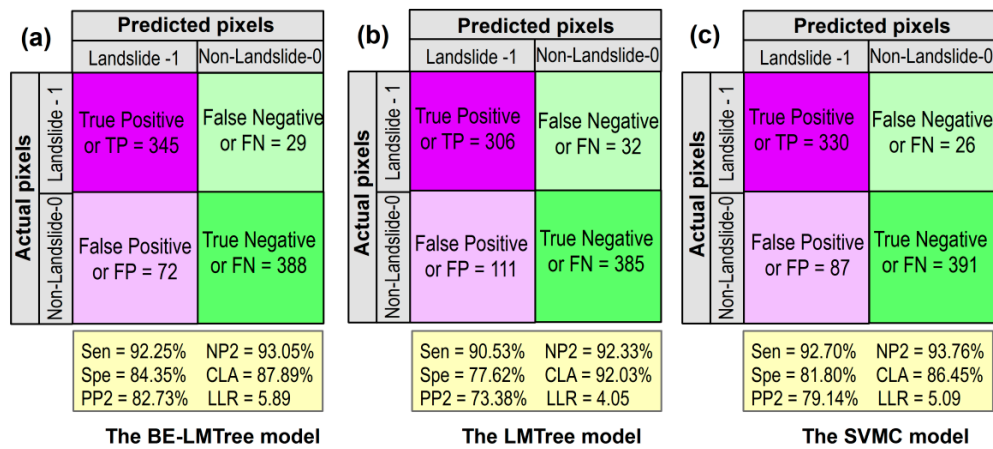 (a)
Predicted pixels
Landslide -1
Non-Landslide-0
Actual pixels
Landslide - 1
Non-Landslide-0
True Positive
or TP = 345
False Negative
or FN = 29
False Positive
or FP = 72
True Negative
or FN = 388
Sen = 92.25% NP2 = 93.05%
Spe = 84.35% CLA = 87.89%
PP2 = 82.73% LLR = 5.89
The BE-LMTree model
(b)
Predicted pixels
Landslide -1
Non-Landslide-0
Actual pixels
Landslide - 1
Non-Landslide-0
True Positive
or TP = 306
False Negative
or FN = 32
False Positive
or FP = 111
True Negative
or FN = 385
Sen = 90.53% NP2 = 92.33%
Spe = 77.62% CLA = 92.03%
PP2 = 73.38% LLR = 4.05
The LMTree model
(c)
Predicted pixels
Landslide -1
Non-Landslide-0
Actual pixels
Landslide - 1
Non-Landslide-0
True Positive
or TP = 330
False Negative
or FN = 26
False Positive
or FP = 87
True Negative
or FN = 391
Sen = 92.70% NP2 = 93.76%
Spe = 81.80% CLA = 86.45%
PP2 = 79.14% LLR = 5.09
The SVMC model